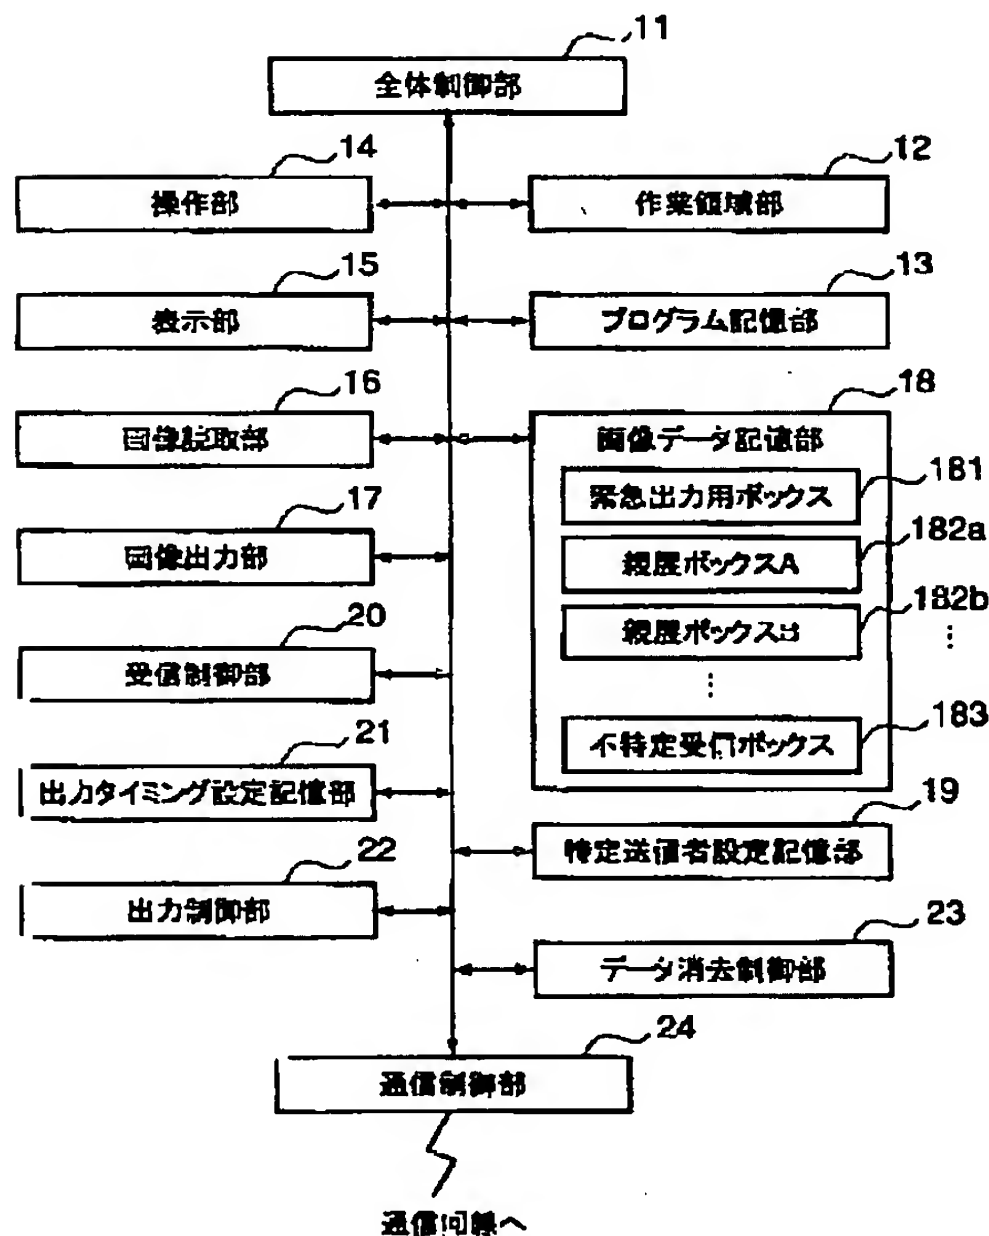 11
全体制御部
14
操作部
12
作業領域部
15
表示部
13
プログラム記憶部
16
画像読取部
18
画像データ記憶部
181
緊急出力用ボックス
182a
親展ボックスA
182b
親展ボックスB
⋮
⋮
183
不特定受信ボックス
17
画像出力部
20
受信制御部
21
出力タイミング設定記憶部
19
特定送信者設定記憶部
22
出力制御部
23
データ消去制御部
24
通信制御部
通信回線へ